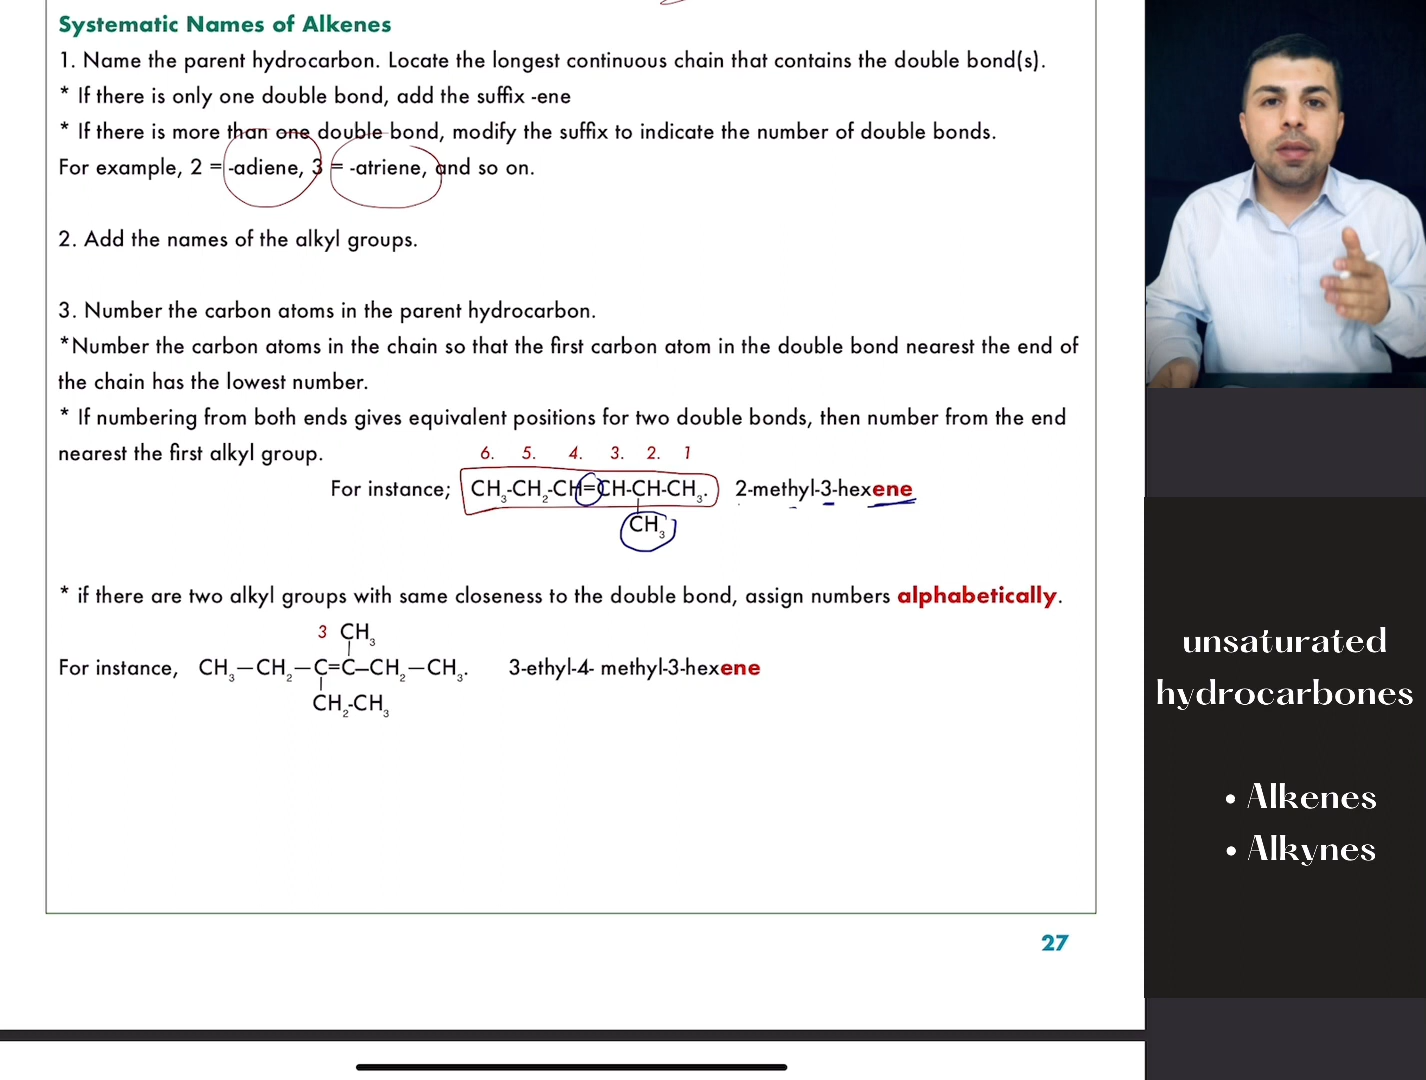 Systematic Names of Alkenes
1. Name the parent hydrocarbon. Locate the longest continuous chain that contains the double bond(s).
* If there is only one double bond, add the suffix -ene
* If there is more than one double bond, modify the suffix to indicate the number of double bonds.
For example, 2 = -adiene, 3 = -atriene, and so on.
2. Add the names of the alkyl groups.
3. Number the carbon atoms in the parent hydrocarbon.
*Number the carbon atoms in the chain so that the first carbon atom in the double bond nearest the end of
the chain has the lowest number.
* If numbering from both ends gives equivalent positions for two double bonds, then number from the end
nearest the first alkyl group.
6. 5. 4. 3. 2. 1
For instance; CH₃-CH₂-CH=CH-CH-CH₃. 2-methyl-3-hexene
CH₃
* if there are two alkyl groups with same closeness to the double bond, assign numbers alphabetically.
3 CH₃
For instance, CH₃—CH₂—C=C—CH₂—CH₃. 3-ethyl-4- methyl-3-hexene
CH₂-CH₃
27
unsaturated
hydrocarbones
• Alkenes
• Alkynes